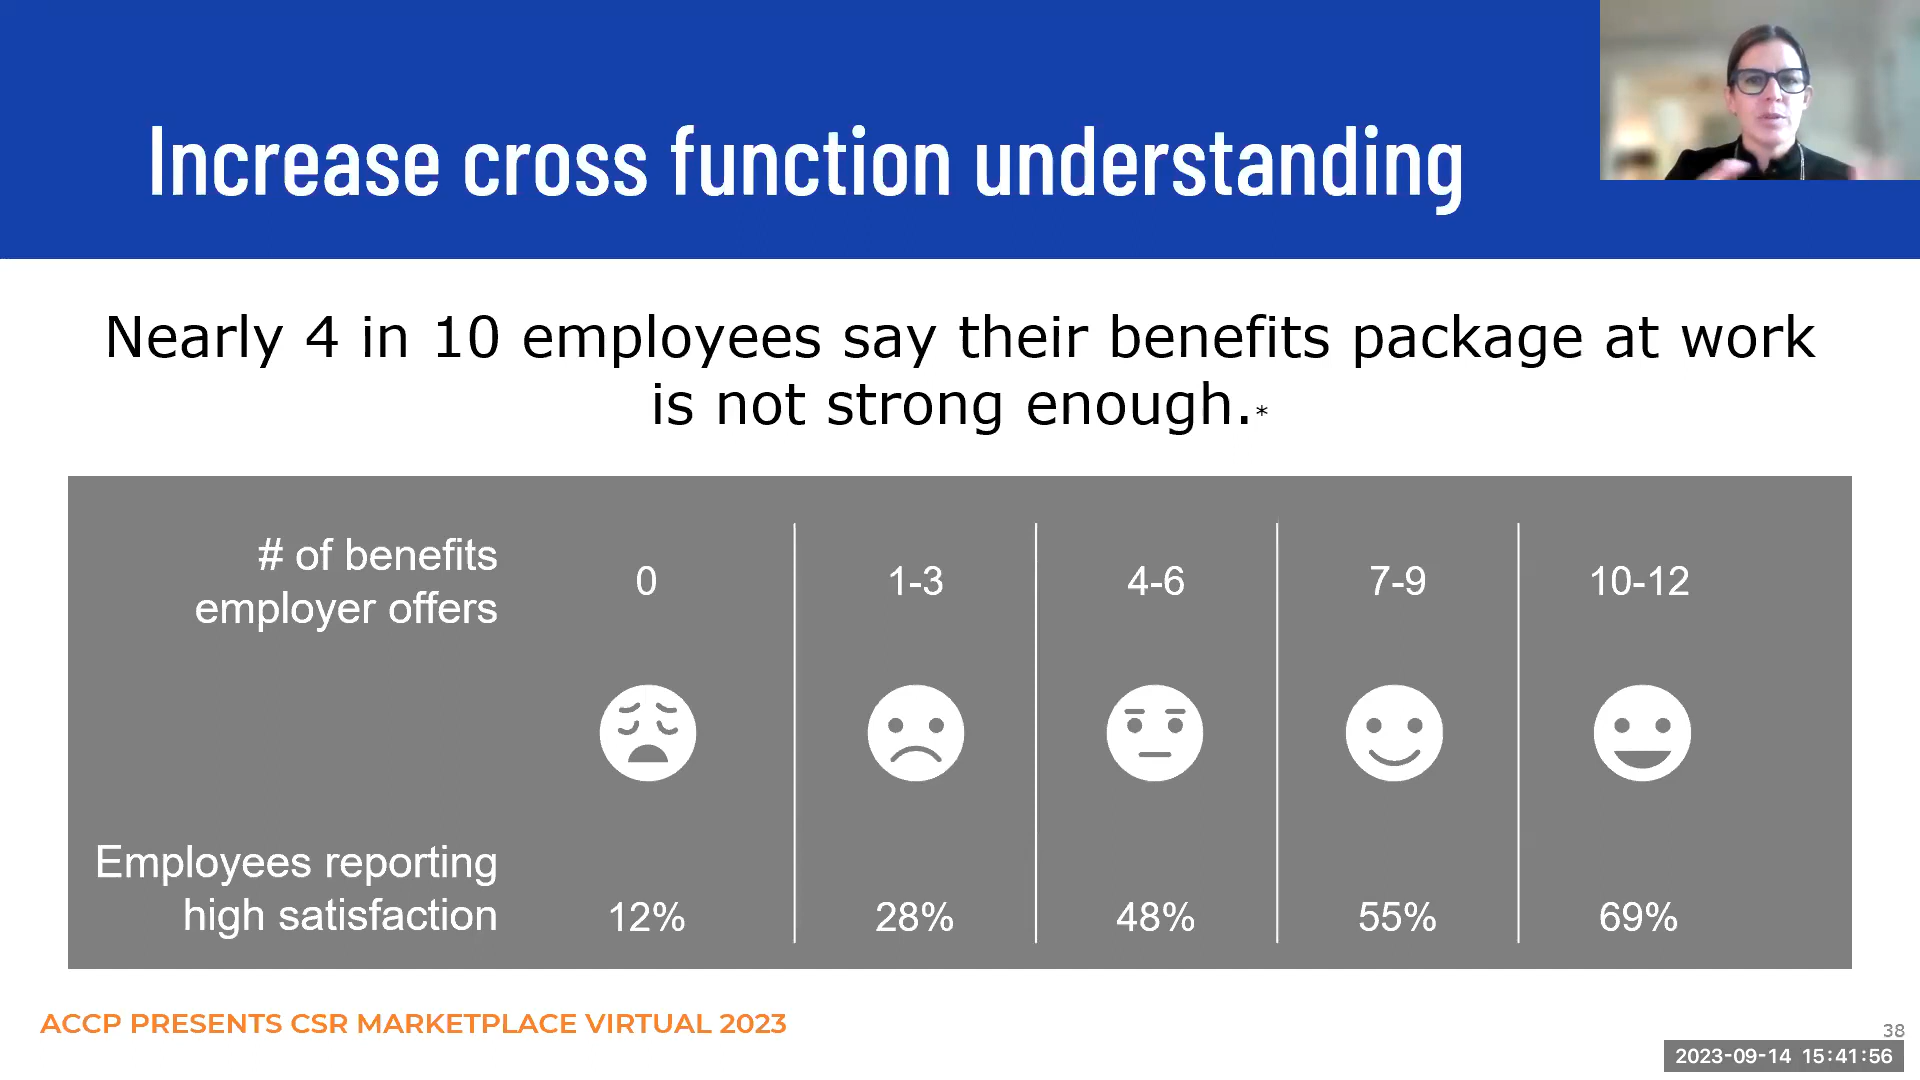 Increase cross function understanding
Nearly 4 in 10 employees say their benefits package at work
is not strong enough.*
# of benefits
employer offers
0
1-3
4-6
7-9
10-12
Employees reporting
high satisfaction
12%
28%
48%
55%
69%
ACCP PRESENTS CSR MARKETPLACE VIRTUAL 2023
38
2023-09-14 15:41:56